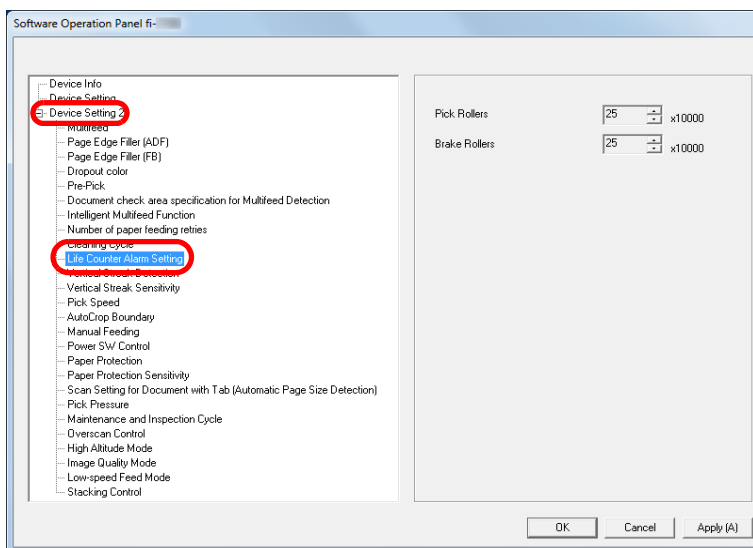 Software Operation Panel fi-
Device Info
Device Setting
Device Setting 2
Multifeed
Page Edge Filler (ADF)
Page Edge Filler (FB)
Dropout color
Pre-Pick
Document check area specification for Multifeed Detection
Intelligent Multifeed Function
Number of paper feeding retries
Cleaning Cycle
Life Counter Alarm Setting
Vertical Streak Detection
Vertical Streak Sensitivity
Pick Speed
AutoCrop Boundary
Manual Feeding
Power SW Control
Paper Protection
Paper Protection Sensitivity
Scan Setting for Document with Tab (Automatic Page Size Detection)
Pick Pressure
Maintenance and Inspection Cycle
Overscan Control
High Altitude Mode
Image Quality Mode
Low-speed Feed Mode
Stacking Control
Pick Rollers 25 x10000
Brake Rollers 25 x10000
OK Cancel Apply (A)